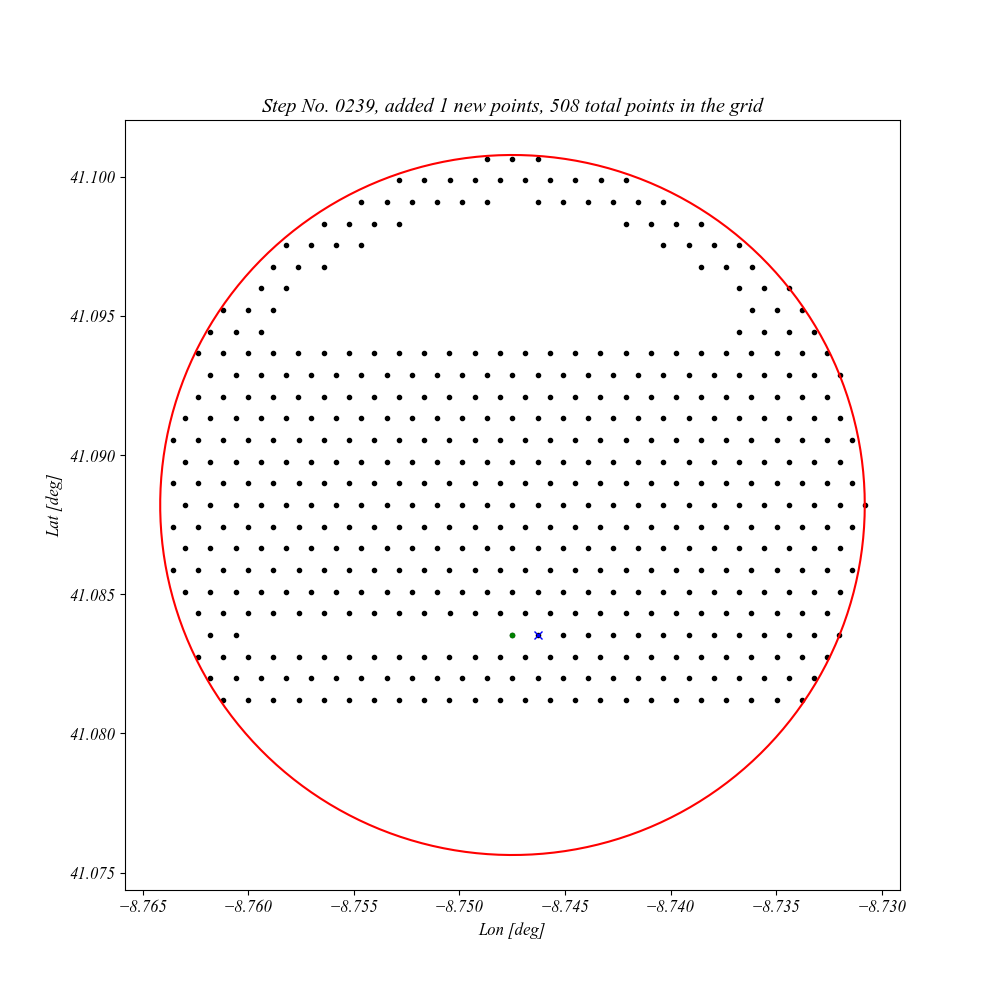 Step No. 0239, added 1 new points, 508 total points in the grid
41.100
41.095
41.090
41.085
41.080
41.075
Lat [deg]
−8.765 −8.760 −8.755 −8.750 −8.745 −8.740 −8.735 −8.730
Lon [deg]